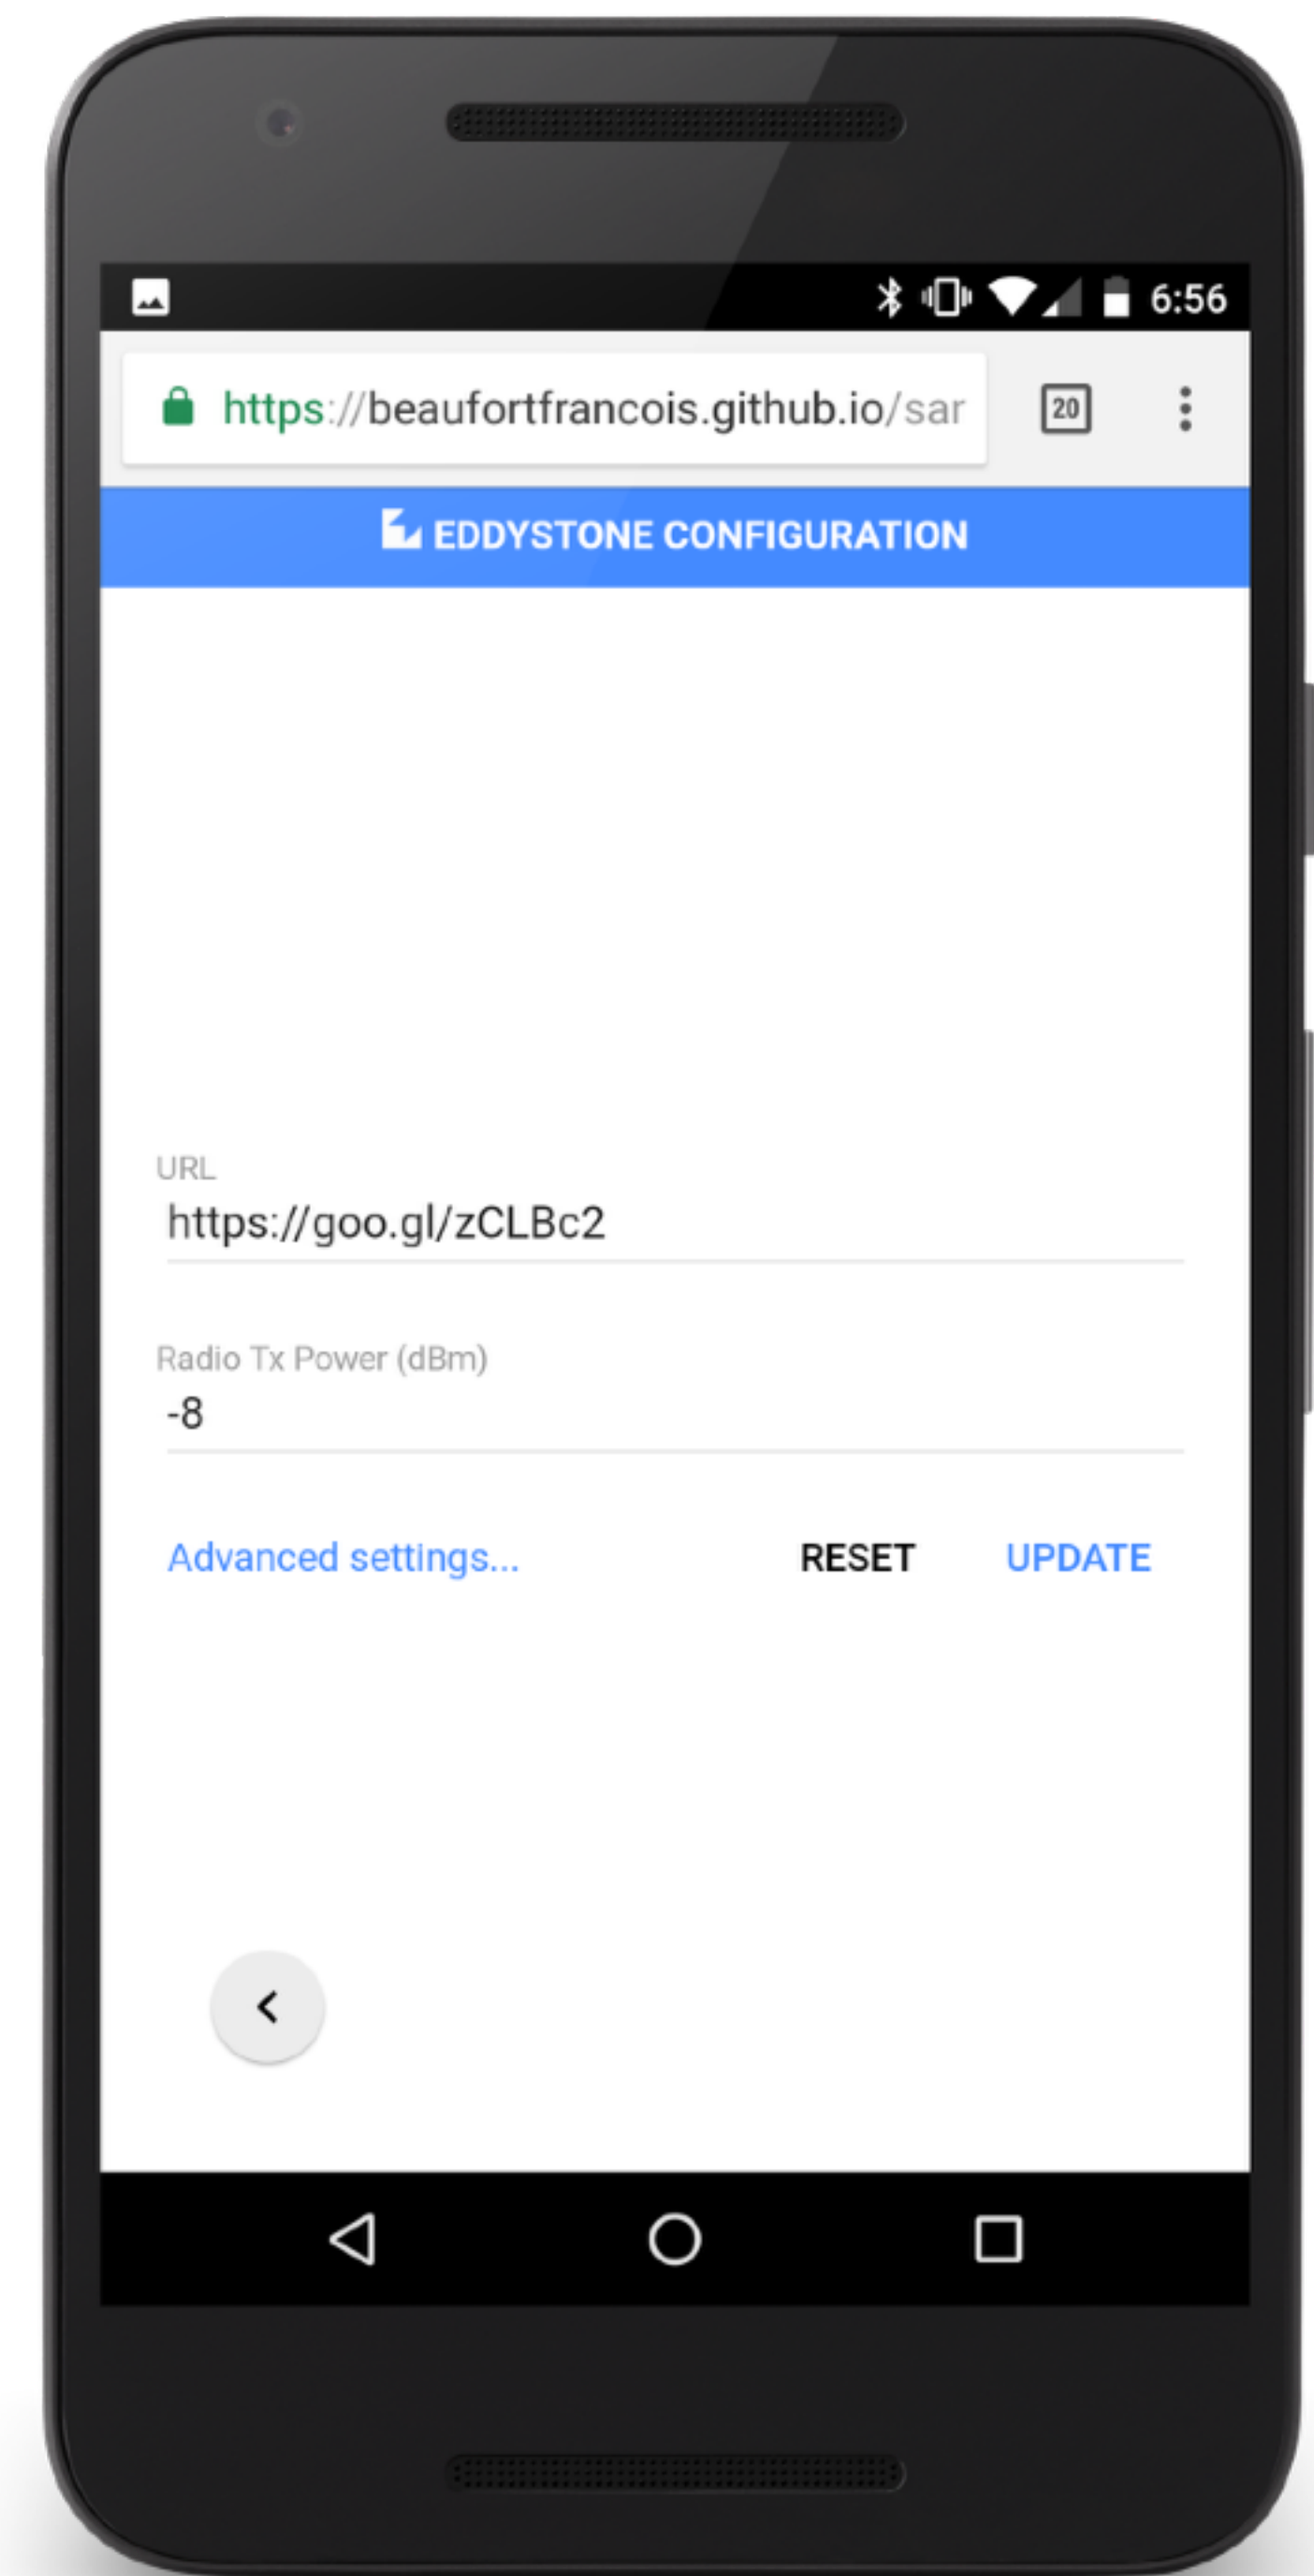 6:56
https://beaufortfrancois.github.io/sar
20
EDDYSTONE CONFIGURATION
URL
https://goo.gl/zCLBc2
Radio Tx Power (dBm)
-8
Advanced settings... RESET UPDATE